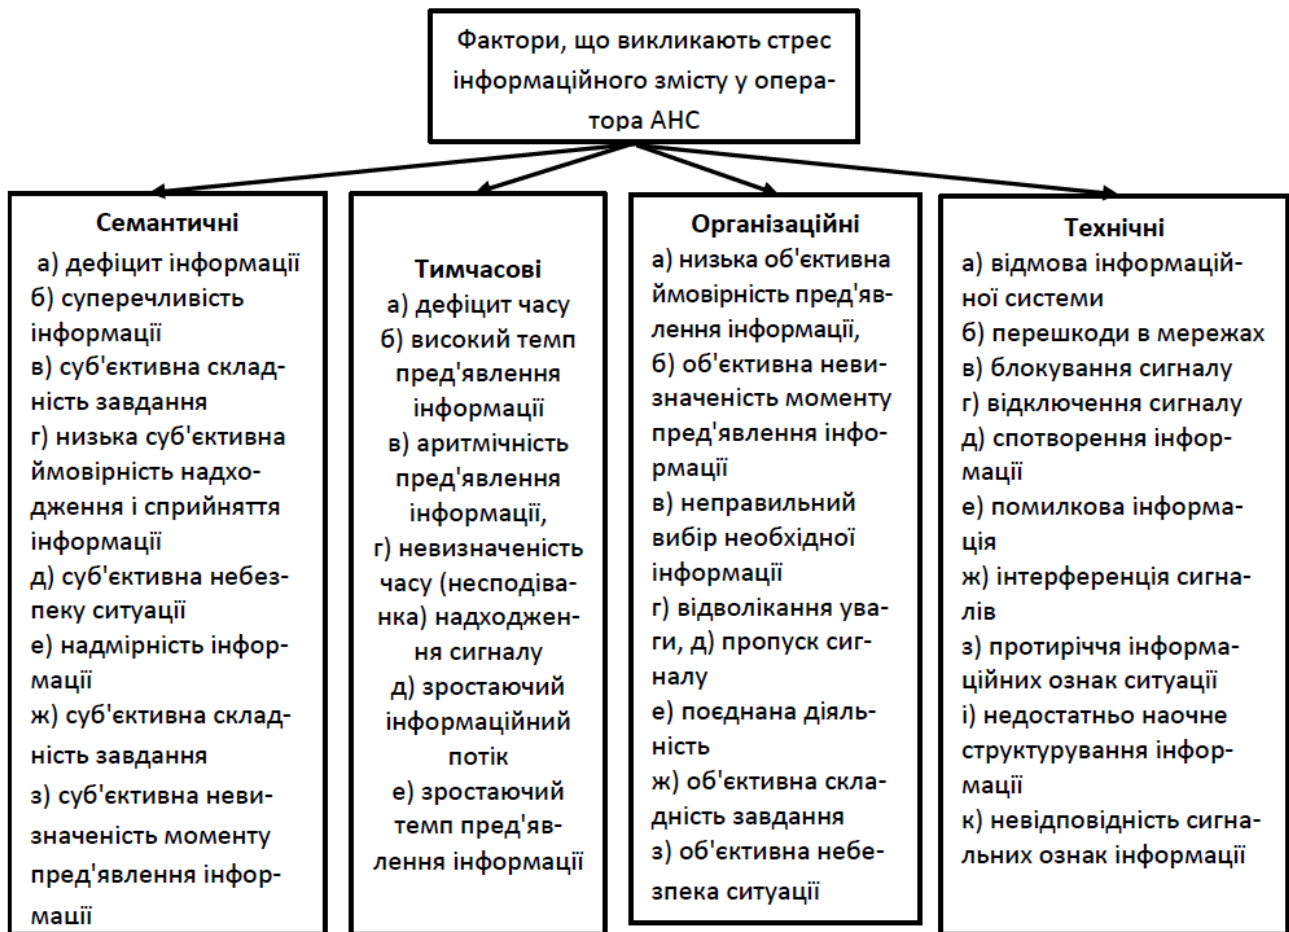 Фактори, що викликають стрес
інформаційного змісту у опера-
тора АНС
Семантичні
а) дефіцит інформації
б) суперечливість
інформації
в) суб'єктивна склад-
ність завдання
г) низька суб'єктивна
ймовірність надхо-
дження і сприйняття
інформації
д) суб'єктивна небез-
пеку ситуації
е) надмірність інфор-
мації
ж) суб'єктивна склад-
ність завдання
з) суб'єктивна неви-
значеність моменту
пред'явлення інфор-
мації
Тимчасові
а) дефіцит часу
б) високий темп
пред'явлення
інформації
в) аритмічність
пред'явлення
інформації,
г) невизначеність
часу (несподіва-
нка) надходжен-
ня сигналу
д) зростаючий
інформаційний
потік
е) зростаючий
темп пред'яв-
лення інформації
Організаційні
а) низька об'єктивна
ймовірність пред'яв-
лення інформації,
б) об'єктивна неви-
значеність моменту
пред'явлення інфо-
рмації
в) неправильний
вибір необхідної
інформації
г) відволікання ува-
ги, д) пропуск сиг-
налу
е) поєднана діяль-
ність
ж) об'єктивна скла-
дність завдання
з) об'єктивна небе-
зпека ситуації
Технічні
а) відмова інформацій-
ної системи
б) перешкоди в мережах
в) блокування сигналу
г) відключення сигналу
д) спотворення інфор-
мації
е) помилкова інформа-
ція
ж) інтерференція сигна-
лів
з) протиріччя інформа-
ційних ознак ситуації
і) недостатньо наочне
структурування інфор-
мації
к) невідповідність сигна-
льних ознак інформації